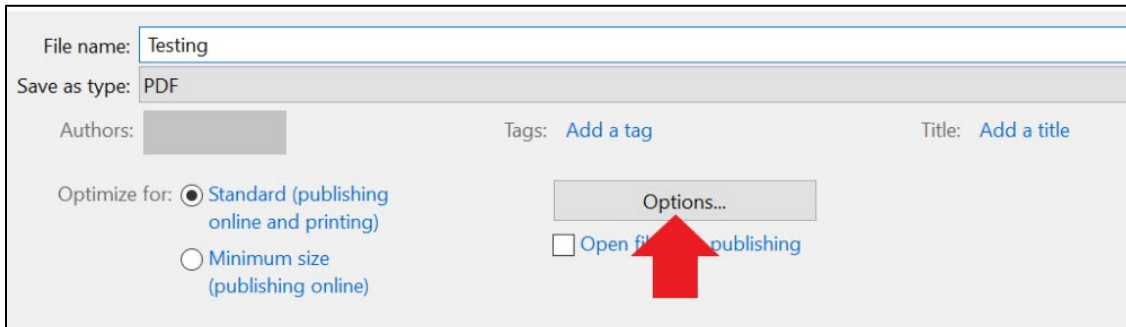 File name: Testing
Save as type: PDF
Authors: Tags: Add a tag Title: Add a title
Optimize for: Standard (publishing
online and printing)
Minimum size
(publishing online)
Options...
Open publishing